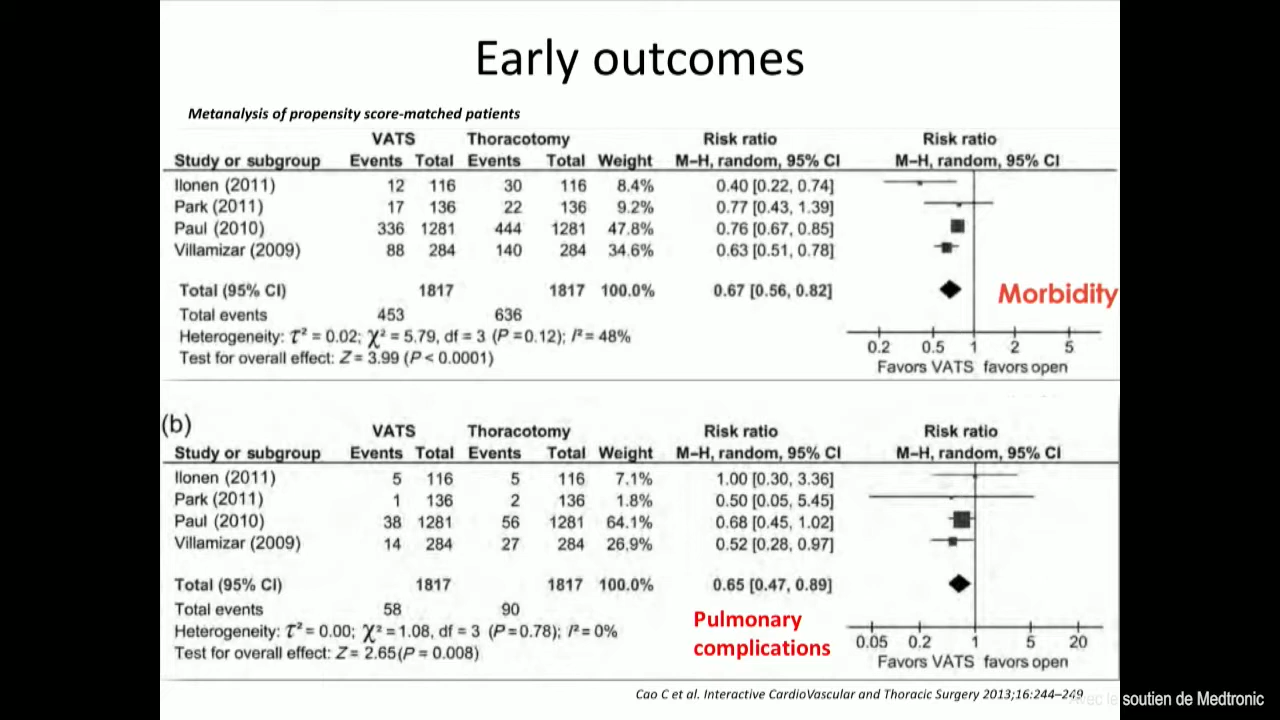 Early outcomes
Metanalysis of propensity score-matched patients
VATS Thoracotomy Risk ratio Risk ratio
Study or subgroup Events Total Events Total Weight M–H, random, 95% CI M–H, random, 95% CI
Ilonen (2011) 12 116 30 116 8.4% 0.40 [0.22, 0.74]
Park (2011) 17 136 22 136 9.2% 0.77 [0.43, 1.39]
Paul (2010) 336 1281 444 1281 47.8% 0.76 [0.67, 0.85]
Villamizar (2009) 88 284 140 284 34.6% 0.63 [0.51, 0.78]
Total (95% CI) 1817 1817 100.0% 0.67 [0.56, 0.82]
Morbidity
Total events 453 636
Heterogeneity: τ² = 0.02; χ² = 5.79, df = 3 (P =0.12); I² = 48%
Test for overall effect: Z = 3.99 (P < 0.0001)
0.2 0.5 1 2 5
Favors VATS favors open
(b)
VATS Thoracotomy Risk ratio Risk ratio
Study or subgroup Events Total Events Total Weight M–H, random, 95% CI M–H, random, 95% CI
Ilonen (2011) 5 116 5 116 7.1% 1.00 [0.30, 3.36]
Park (2011) 1 136 2 136 1.8% 0.50 [0.05, 5.45]
Paul (2010) 38 1281 56 1281 64.1% 0.68 [0.45, 1.02]
Villamizar (2009) 14 284 27 284 26.9% 0.52 [0.28, 0.97]
Total (95% CI) 1817 1817 100.0% 0.65 [0.47, 0.89]
Total events 58 90
Heterogeneity: τ² = 0.00; χ² = 1.08, df = 3 (P=0.78); I² = 0%
Test for overall effect: Z = 2.65(P = 0.008)
Pulmonary
complications
0.05 0.2 1 5 20
Favors VATS favors open
Cao C et al. Interactive CardioVascular and Thoracic Surgery 2013;16:244–249
Avec le soutien de Medtronic